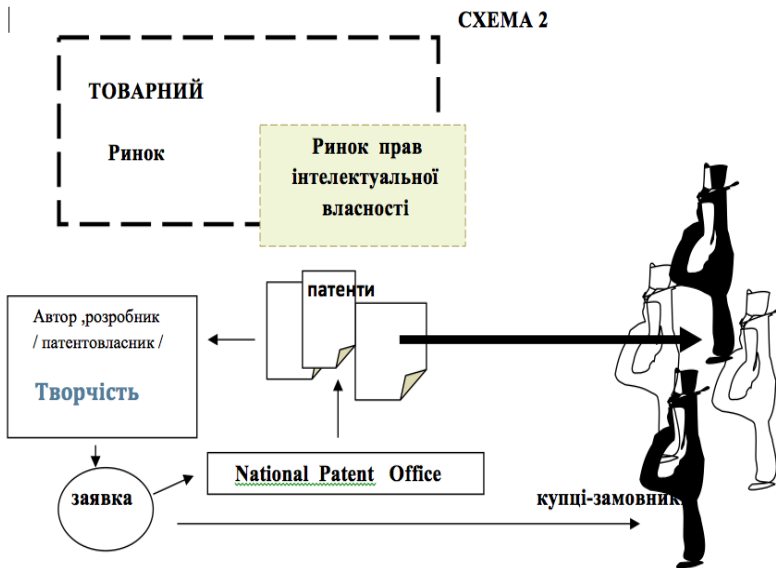 СХЕМА 2
ТОВАРНИЙ
Ринок
Ринок прав
інтелектуальної
власності
патенти
Автор ,розробник
/ патентовласник /
Творчість
National Patent Office
заявка
купці-замовник